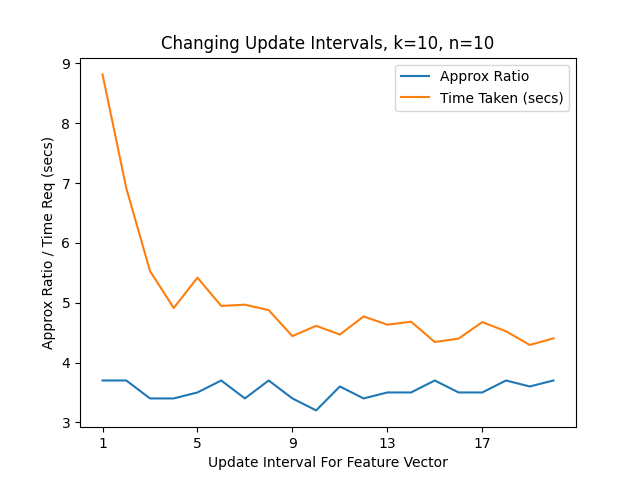 Changing Update Intervals, k=10, n=10
Approx Ratio
Time Taken (secs)
Approx Ratio / Time Req (secs)
9
8
7
6
5
4
3
1 5 9 13 17
Update Interval For Feature Vector